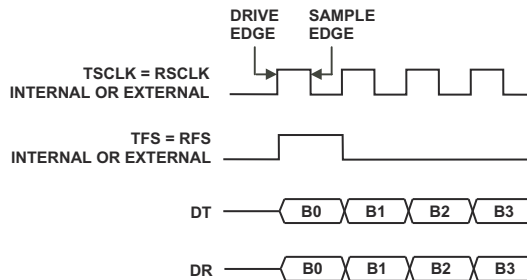 DRIVE EDGE
SAMPLE EDGE
TSCLK = RSCLK
INTERNAL OR EXTERNAL
TFS = RFS
INTERNAL OR EXTERNAL
DT B0 B1 B2 B3
DR B0 B1 B2 B3